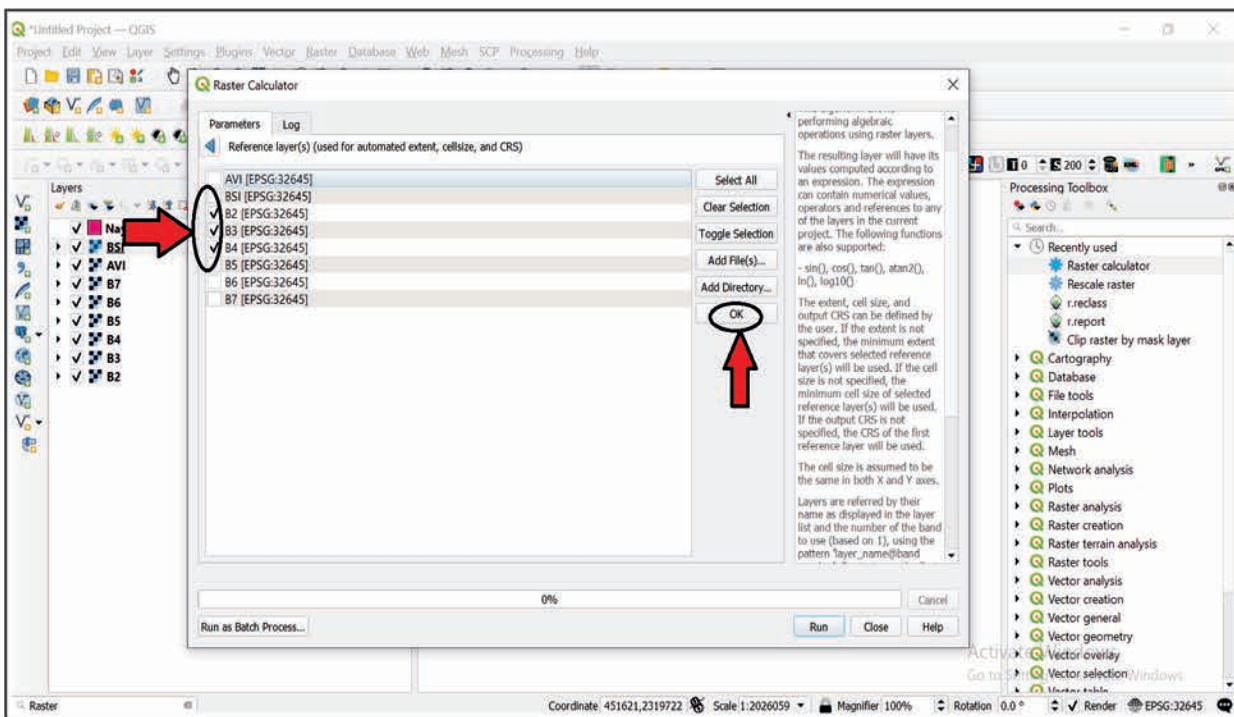 *Untitled Project — QGIS
Project Edit View Layer Settings Plugins Vector Raster Database Web Mesh SCP Processing Help
Raster Calculator
Parameters Log
Reference layer(s) (used for automated extent, cellsize, and CRS)
AVI [EPSG:32645]
BSI [EPSG:32645]
B2 [EPSG:32645]
B3 [EPSG:32645]
B4 [EPSG:32645]
B5 [EPSG:32645]
B6 [EPSG:32645]
B7 [EPSG:32645]
Select All
Clear Selection
Toggle Selection
Add File(s)...
Add Directory...
OK
performing algebraic
operations using raster layers.
The resulting layer will have its
values computed according to
an expression. The expression
can contain numerical values,
operators and references to any
of the layers in the current
project. The following functions
are also supported:
- sin(), cos(), tan(), atan2(),
ln(), log10()
The extent, cell size, and
output CRS can be defined by
the user. If the extent is not
specified, the minimum extent
that covers selected reference
layer(s) will be used. If the cell
size is not specified, the
minimum cell size of selected
reference layer(s) will be used.
If the output CRS is not
specified, the CRS of the first
reference layer will be used.
The cell size is assumed to be
the same in both X and Y axes.
Layers are referred by their
name as displayed in the layer
list and the number of the band
to use (based on 1), using the
pattern 'layer_name@band
0%
Cancel
Run as Batch Process...
Run Close Help
Layers
Nay
BSI
AVI
B7
B6
B5
B4
B3
B2
0 200
Processing Toolbox
Search...
Recently used
Raster calculator
Rescale raster
r.reclass
r.report
Clip raster by mask layer
Cartography
Database
File tools
Interpolation
Layer tools
Mesh
Network analysis
Plots
Raster analysis
Raster creation
Raster terrain analysis
Raster tools
Vector analysis
Vector creation
Vector general
Vector geometry
Vector overlay
Vector selection
Vector table
Raster
Coordinate 451621,2319722 Scale 1:2026059 Magnifier 100% Rotation 0.0 ° Render EPSG:32645